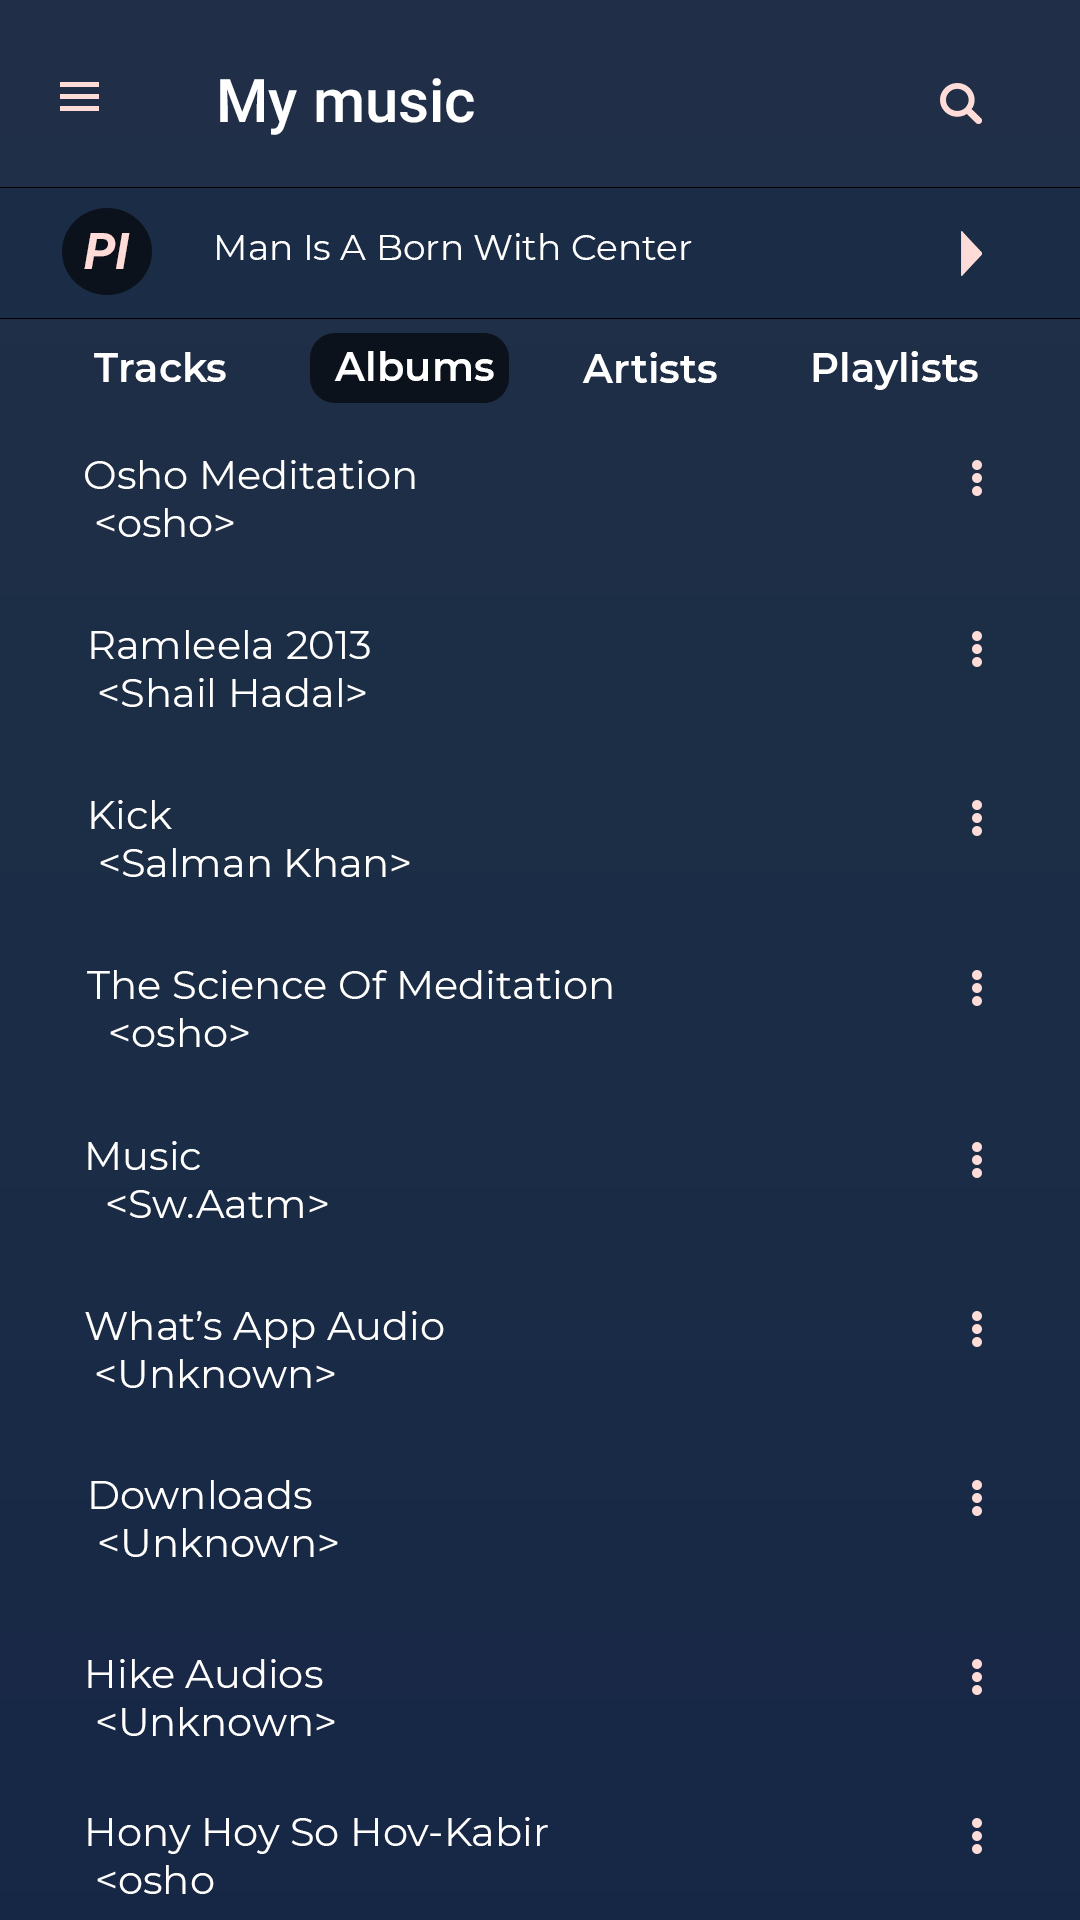 My music
PI
Man Is A Born With Center
Tracks Albums Artists Playlists
Osho Meditation
<osho>
Ramleela 2013
<Shail Hadal>
Kick
<Salman Khan>
The Science Of Meditation
<osho>
Music
<Sw.Aatm>
What’s App Audio
<Unknown>
Downloads
<Unknown>
Hike Audios
<Unknown>
Hony Hoy So Hov-Kabir
<osho